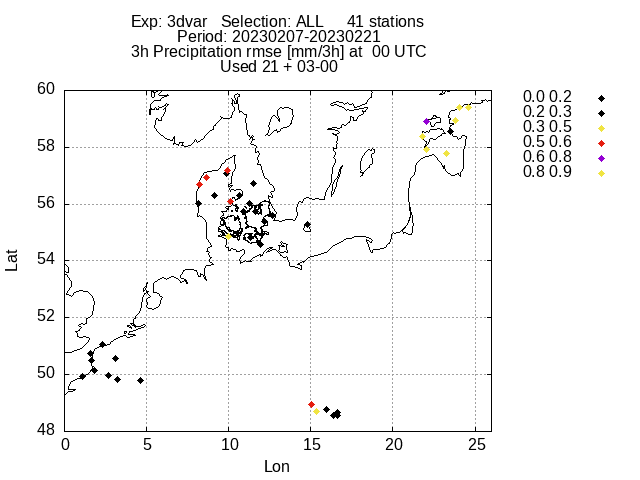 Exp: 3dvar   Selection: ALL     41 stations
Period: 20230207-20230221
3h Precipitation rmse [mm/3h] at  00 UTC
Used 21 + 03-00
60
58
56
54
52
50
48
Lat
0 5 10 15 20 25
Lon
0.0 0.2
0.2 0.3
0.3 0.5
0.5 0.6
0.6 0.8
0.8 0.9